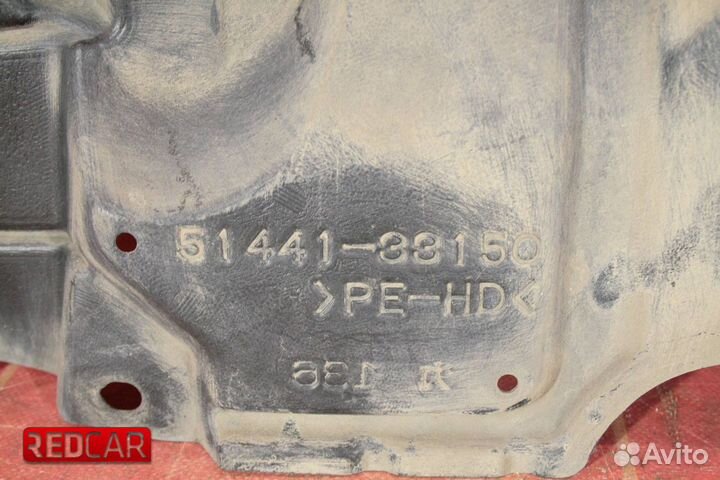 51441-33150
>PE-HD<
REDCAR
Avito